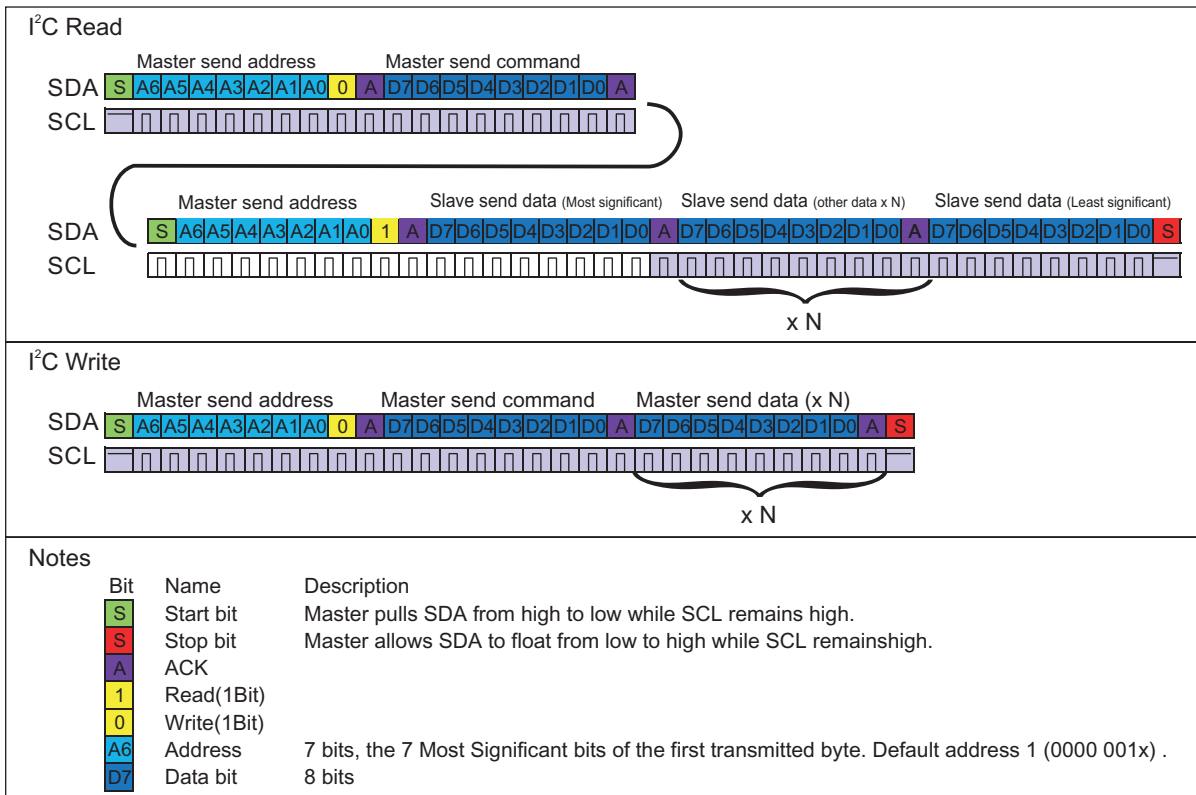 I²C Read
Master send address Master send command
SDA S A6 A5 A4 A3 A2 A1 A0 0 A D7 D6 D5 D4 D3 D2 D1 D0 A
SCL
Master send address Slave send data (Most significant) Slave send data (other data x N) Slave send data (Least significant)
SDA S A6 A5 A4 A3 A2 A1 A0 1 A D7 D6 D5 D4 D3 D2 D1 D0 A D7 D6 D5 D4 D3 D2 D1 D0 A D7 D6 D5 D4 D3 D2 D1 D0 S
SCL
x N
I²C Write
Master send address Master send command Master send data (x N)
SDA S A6 A5 A4 A3 A2 A1 A0 0 A D7 D6 D5 D4 D3 D2 D1 D0 A D7 D6 D5 D4 D3 D2 D1 D0 A S
SCL
x N
Notes
Bit Name Description
S Start bit Master pulls SDA from high to low while SCL remains high.
S Stop bit Master allows SDA to float from low to high while SCL remainshigh.
A ACK
1 Read(1Bit)
0 Write(1Bit)
A6 Address 7 bits, the 7 Most Significant bits of the first transmitted byte. Default address 1 (0000 001x) .
D7 Data bit 8 bits